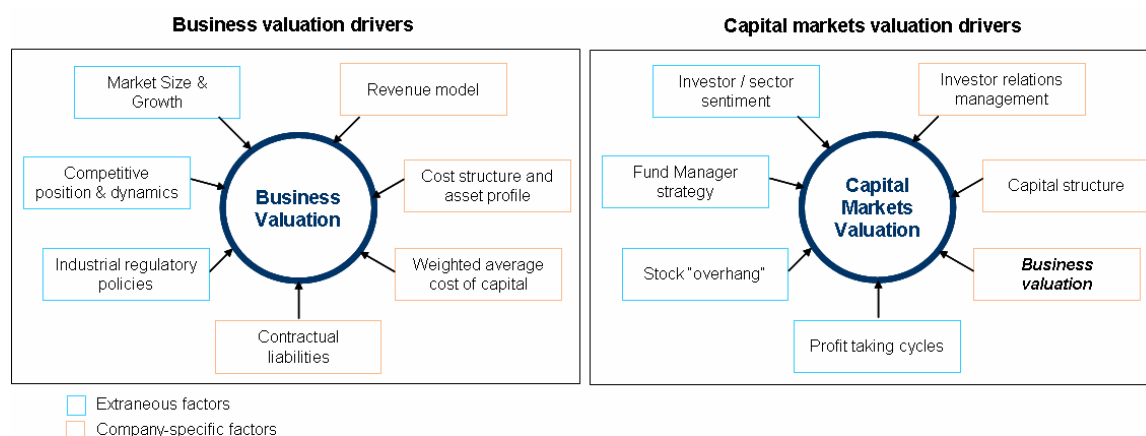 Business valuation drivers
Market Size &
Growth
Revenue model
Competitive
position & dynamics
Cost structure and
asset profile
Business
Valuation
Industrial regulatory
policies
Weighted average
cost of capital
Contractual
liabilities
Capital markets valuation drivers
Investor / sector
sentiment
Investor relations
management
Fund Manager
strategy
Capital structure
Capital
Markets
Valuation
Stock "overhang"
Business
valuation
Profit taking cycles
Extraneous factors
Company-specific factors